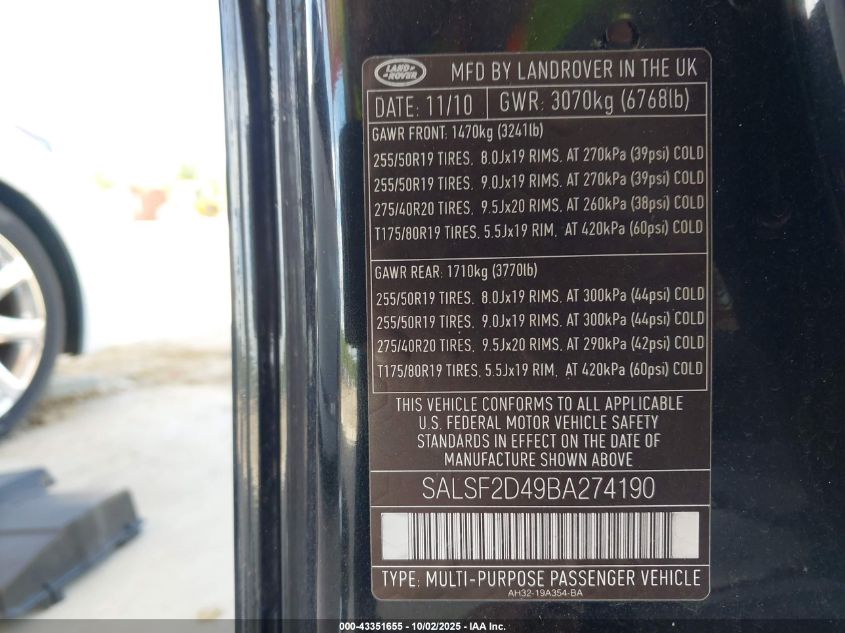 LAND ROVER
MFD BY LANDROVER IN THE UK
DATE: 11/10 GWR: 3070kg (6768lb)
GAWR FRONT: 1470kg (3241lb)
255/50R19 TIRES, 8.0Jx19 RIMS, AT 270kPa (39psi) COLD
255/50R19 TIRES, 9.0Jx19 RIMS, AT 270kPa (39psi) COLD
275/40R20 TIRES, 9.5Jx20 RIMS, AT 260kPa (38psi) COLD
T175/80R19 TIRES, 5.5Jx19 RIM, AT 420kPa (60psi) COLD
GAWR REAR: 1710kg (3770lb)
255/50R19 TIRES, 8.0Jx19 RIMS, AT 300kPa (44psi) COLD
255/50R19 TIRES, 9.0Jx19 RIMS, AT 300kPa (44psi) COLD
275/40R20 TIRES, 9.5Jx20 RIMS, AT 290kPa (42psi) COLD
T175/80R19 TIRES, 5.5Jx19 RIM, AT 420kPa (60psi) COLD
THIS VEHICLE CONFORMS TO ALL APPLICABLE
U.S. FEDERAL MOTOR VEHICLE SAFETY
STANDARDS IN EFFECT ON THE DATE OF
MANUFACTURE SHOWN ABOVE
SALSF2D49BA274190
TYPE: MULTI-PURPOSE PASSENGER VEHICLE
AH32-19A354-BA
000-43351655 - 10/02/2025 - IAA Inc.